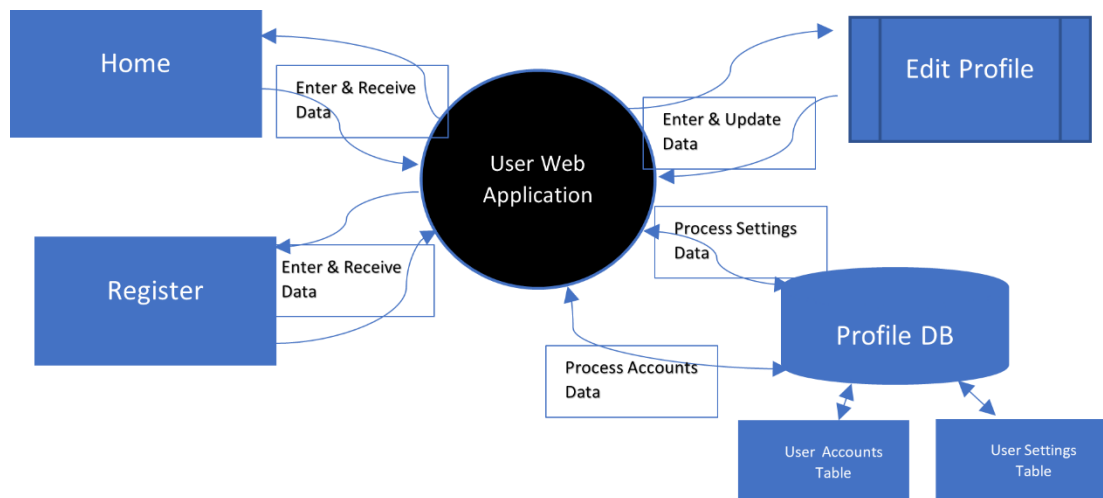 Home
Enter & Receive
Data
Edit Profile
Enter & Update
Data
User Web
Application
Process Settings
Data
Register
Enter & Receive
Data
Profile DB
Process Accounts
Data
User Accounts
Table
User Settings
Table